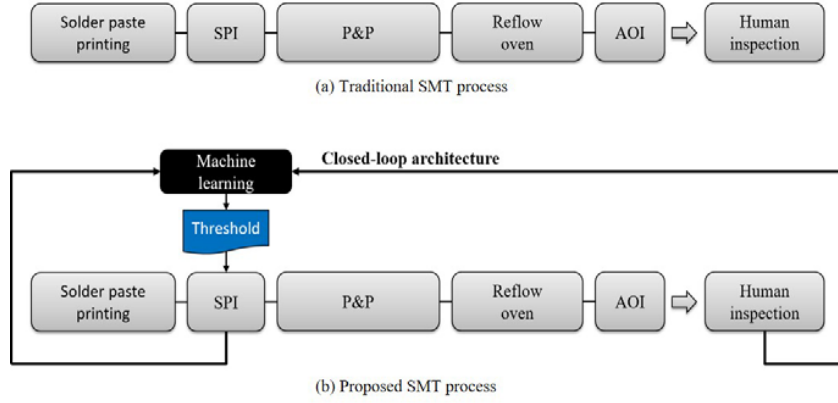 Solder paste
printing
SPI
P&P
Reflow
oven
AOI
Human
inspection
(a) Traditional SMT process
Machine
learning
Closed-loop architecture
Threshold
Solder paste
printing
SPI
P&P
Reflow
oven
AOI
Human
inspection
(b) Proposed SMT process